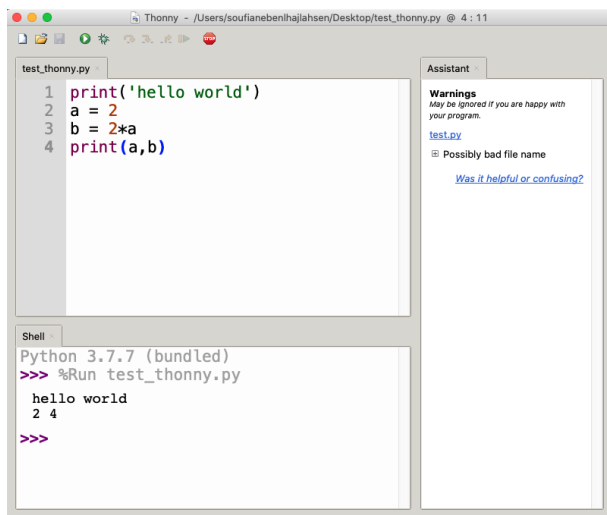 Thonny - /Users/soufianebenlhajlahsen/Desktop/test_thonny.py @ 4 : 11
STOP
test_thonny.py
1 print('hello world')
2 a = 2
3 b = 2*a
4 print(a,b)
Assistant
Warnings
May be ignored if you are happy with
your program.
test.py
Possibly bad file name
Was it helpful or confusing?
Shell
Python 3.7.7 (bundled)
>>> %Run test_thonny.py
hello world
2 4
>>>